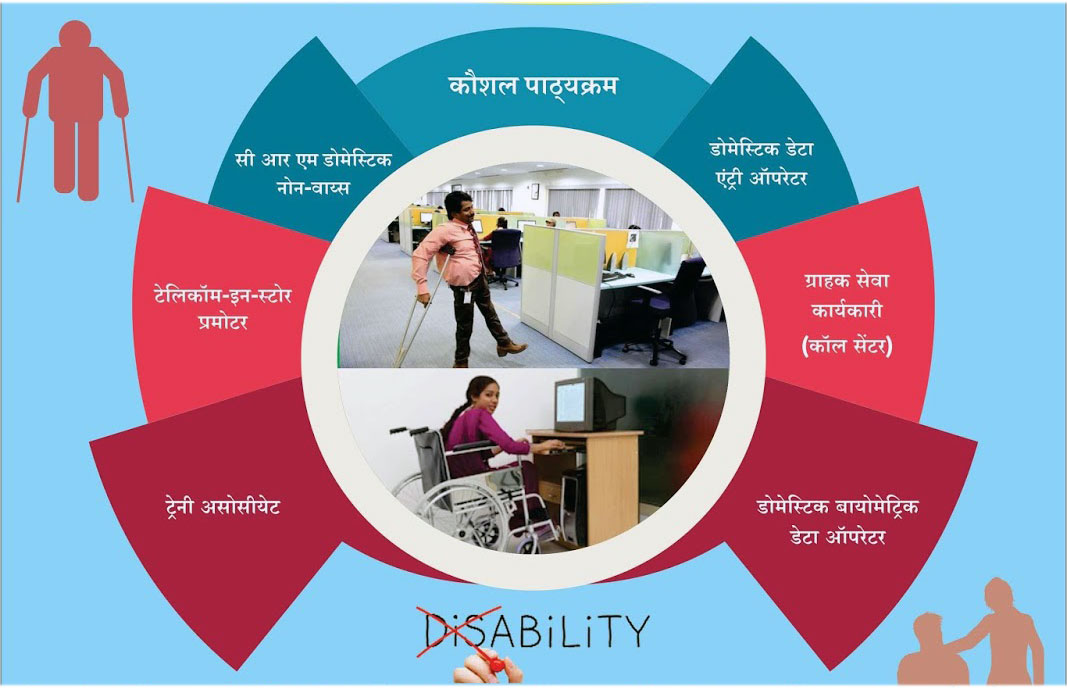 कौशल पाठ्यक्रम
सी आर एम डोमेस्टिक
नोन-वाय्स
डोमेस्टिक डेटा
एंट्री ऑपरेटर
टेलिकॉम-इन-स्टोर
प्रमोटर
ग्राहक सेवा
कार्यकारी
(कॉल सेंटर)
ट्रेनी असोसीयेट
डोमेस्टिक बायोमेट्रिक
डेटा ऑपरेटर
DiSABiLiTY